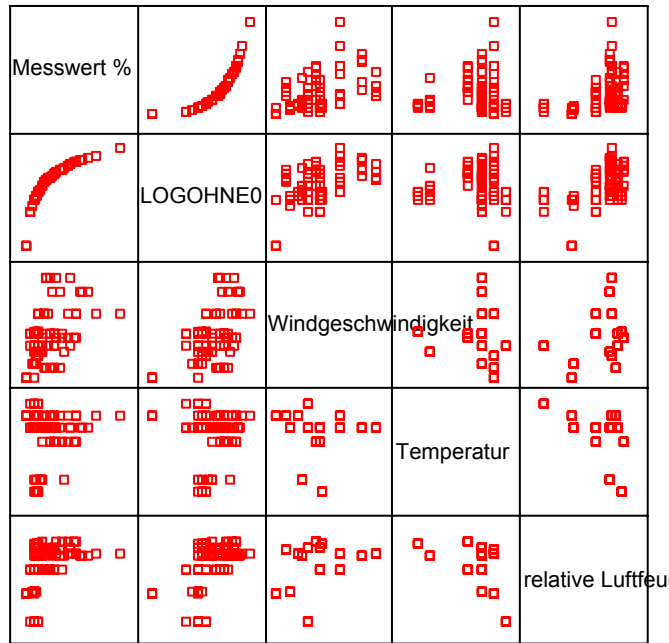 Messwert %
LOGOHNE0
Windgeschwindigkeit
Temperatur
relative Luftfeu